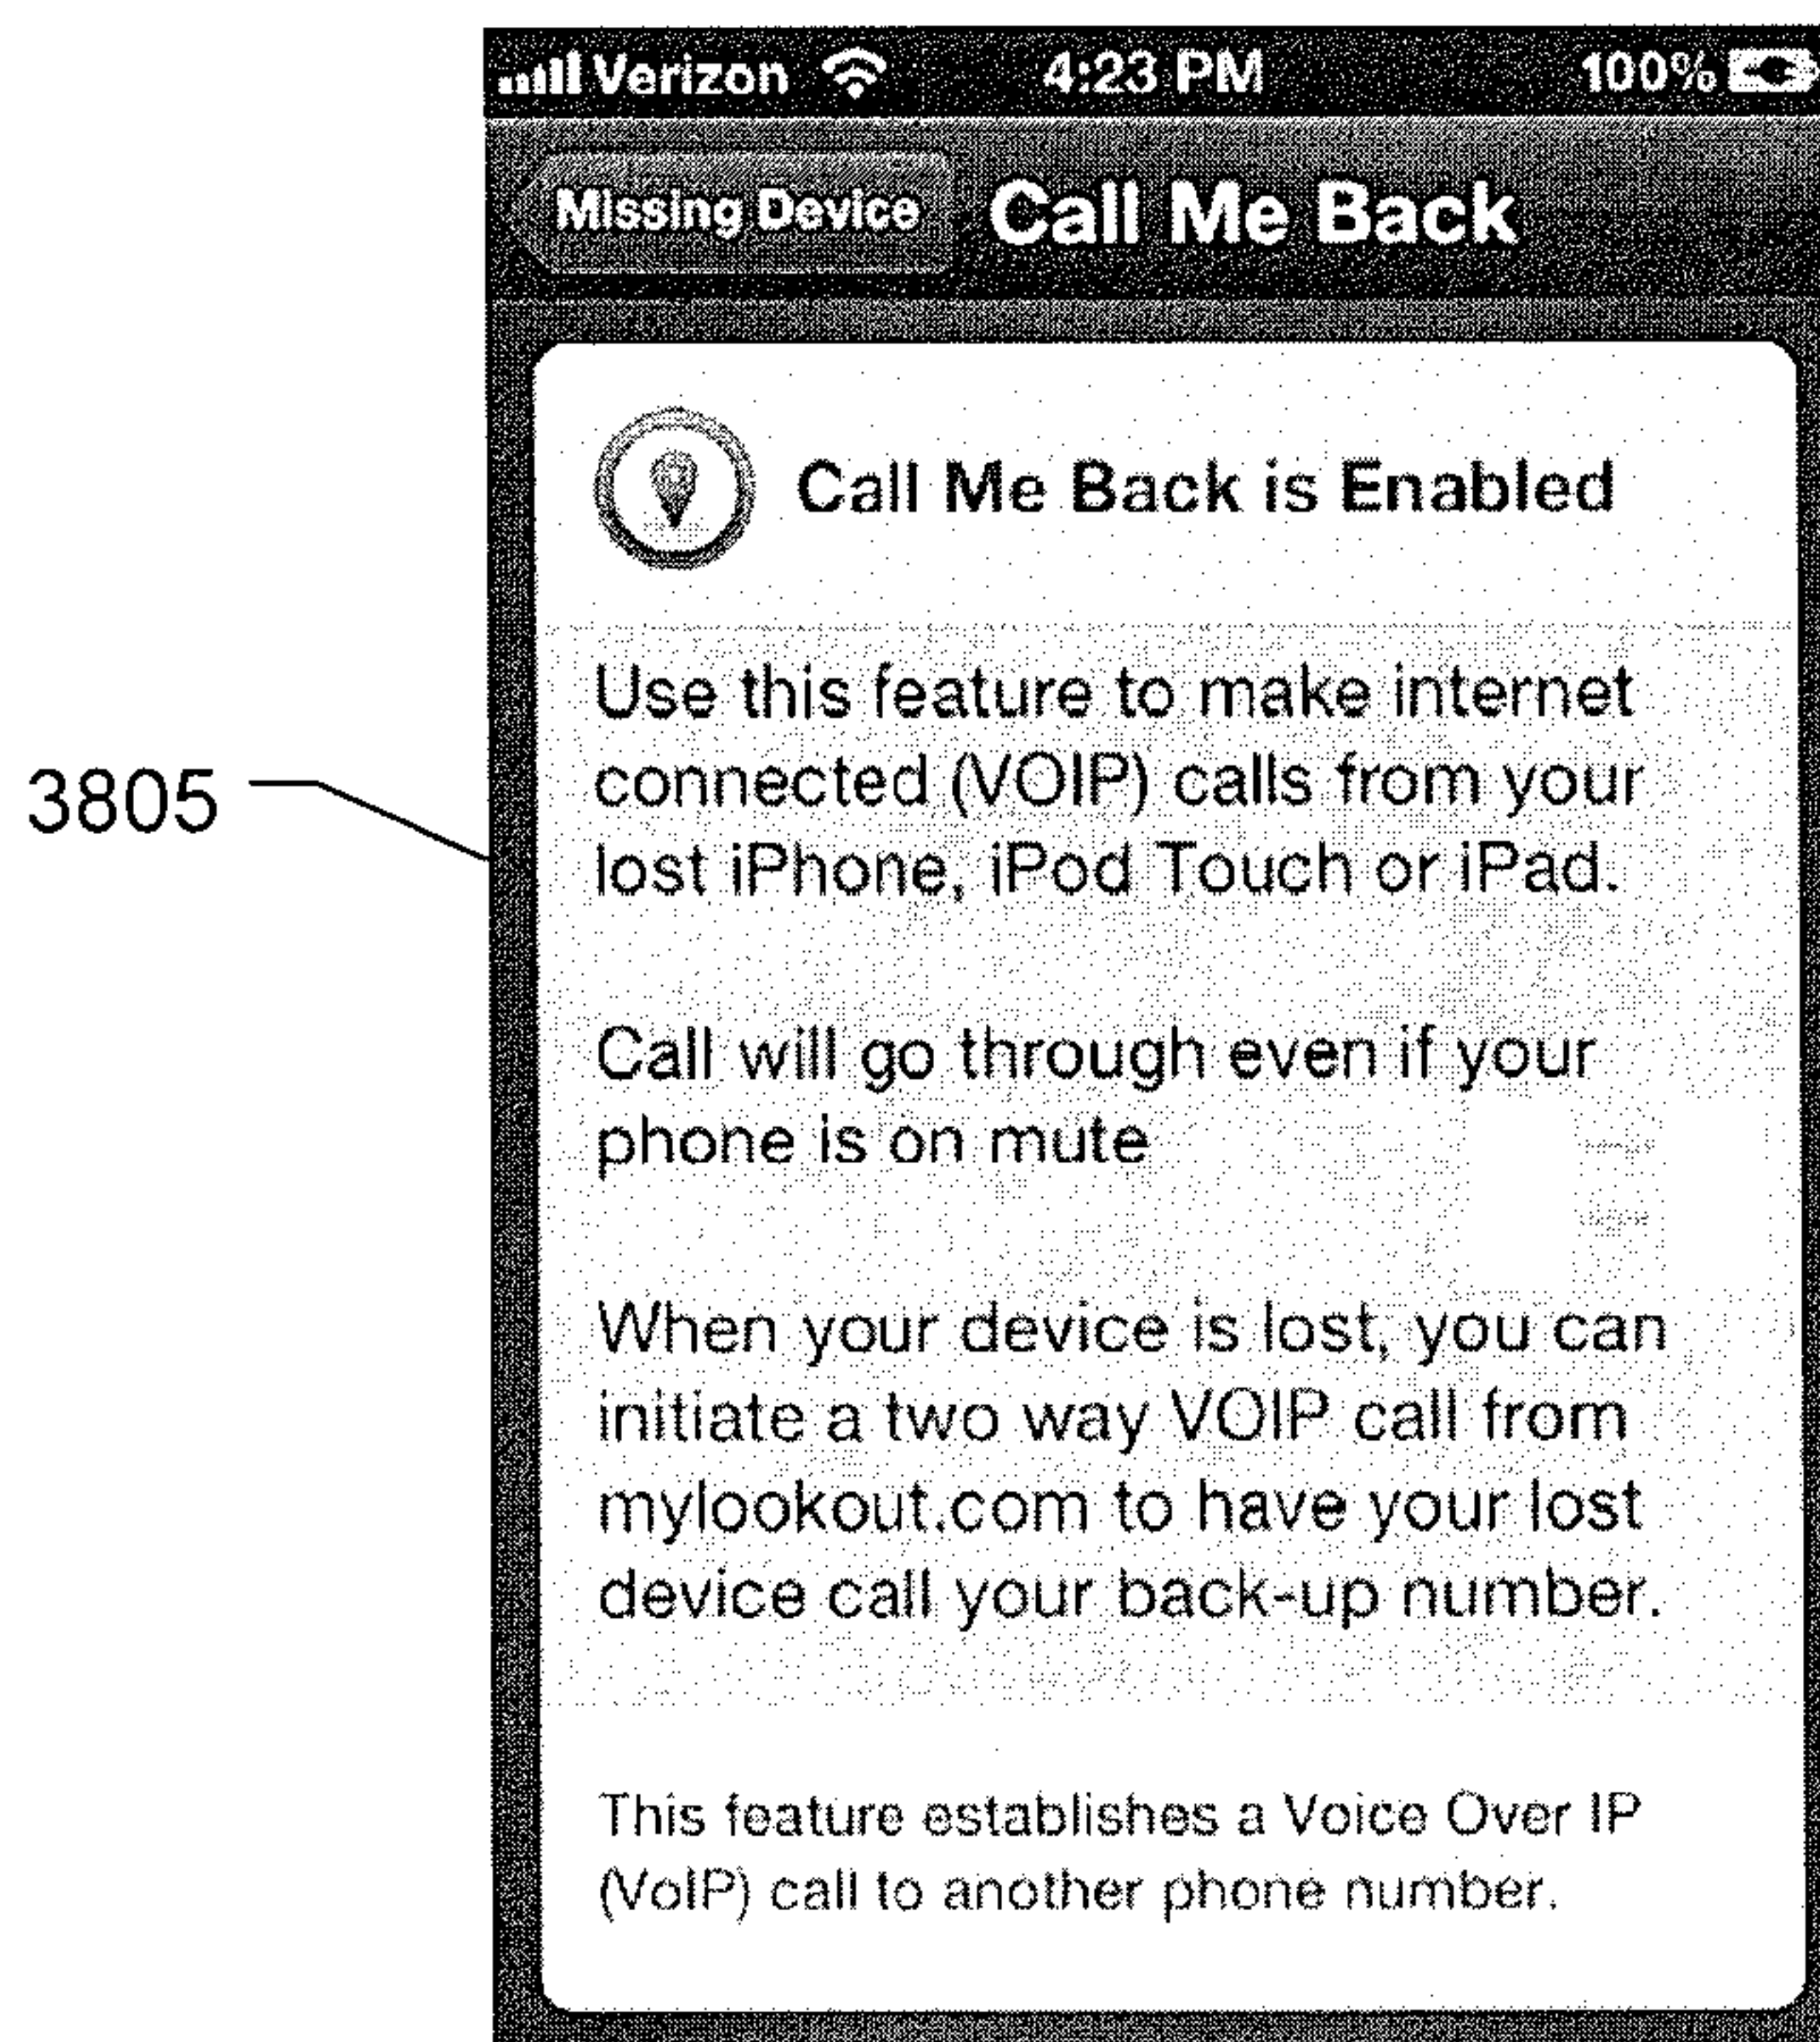 Verizon 4:23 PM 100%
Missing Device Call Me Back
Call Me Back is Enabled
Use this feature to make internet
connected (VOIP) calls from your
lost iPhone, iPod Touch or iPad.
Call will go through even if your
phone is on mute
When your device is lost, you can
initiate a two way VOIP call from
mylookout.com to have your lost
device call your back-up number.
This feature establishes a Voice Over IP
(VoIP) call to another phone number.
3805